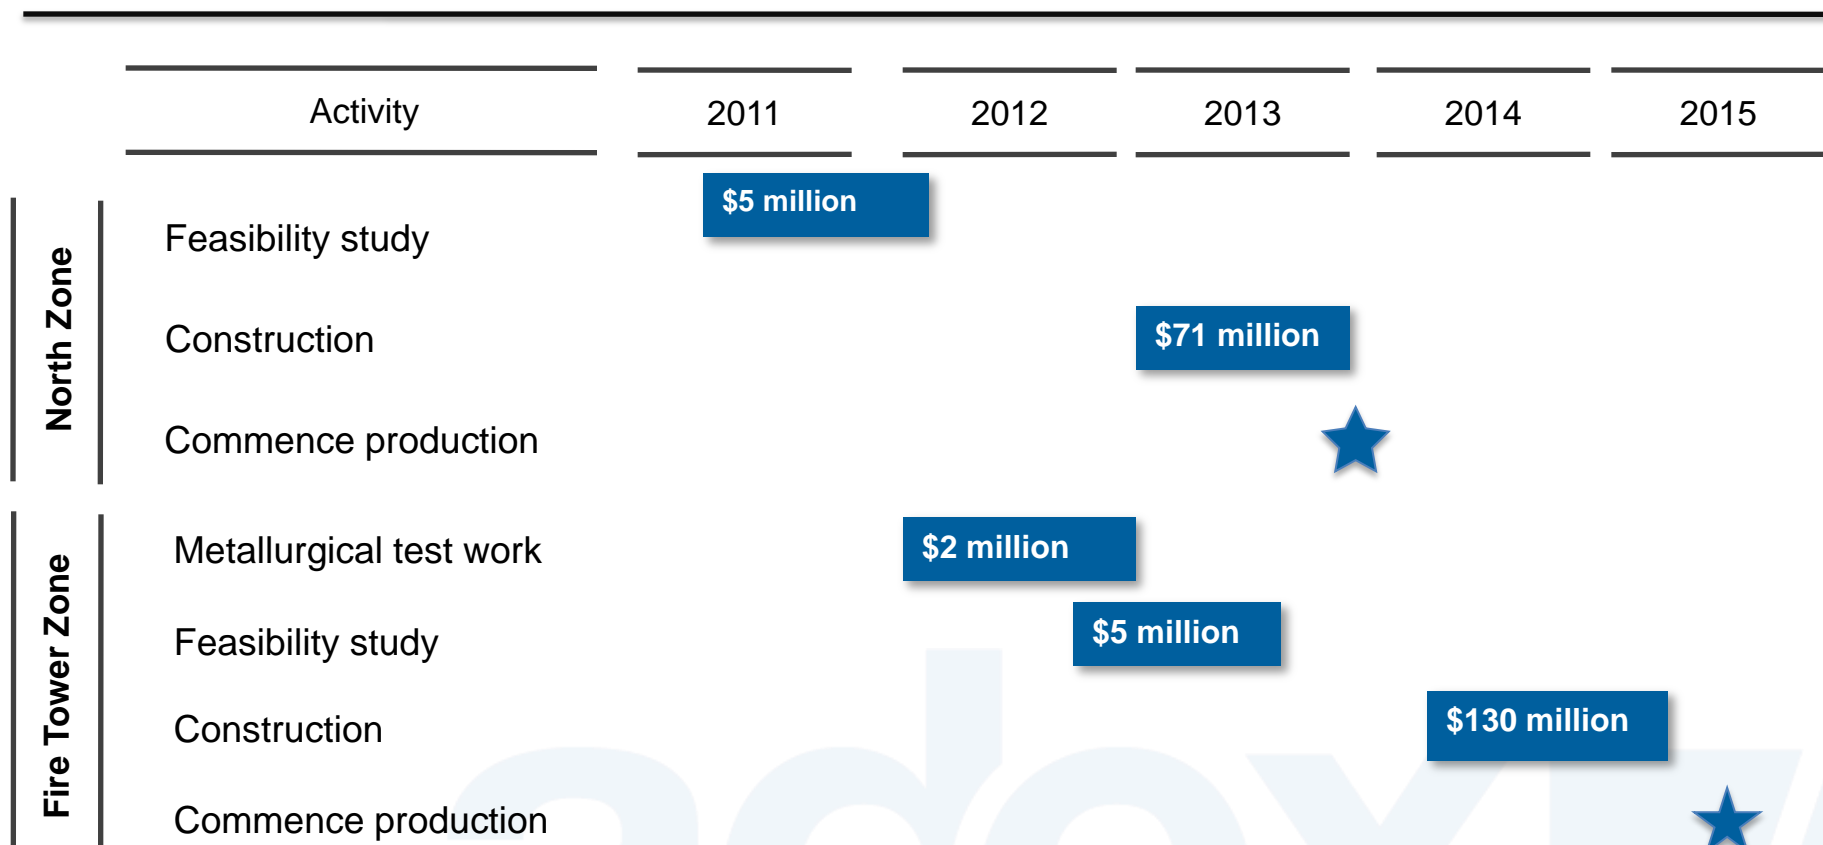 Activity 2011 2012 2013 2014 2015
North Zone
Feasibility study $5 million
Construction $71 million
Commence production
Fire Tower Zone
Metallurgical test work $2 million
Feasibility study $5 million
Construction $130 million
Commence production